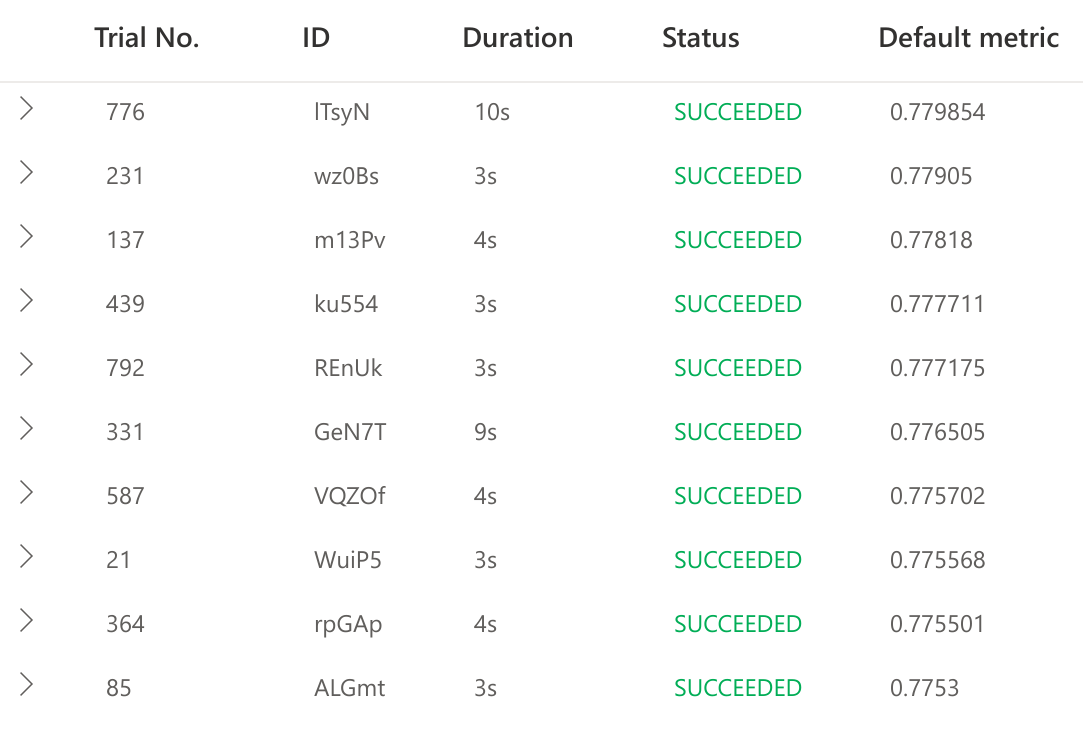 Trial No. ID Duration Status Default metric
776 lTsyN 10s SUCCEEDED 0.779854
231 wz0Bs 3s SUCCEEDED 0.77905
137 m13Pv 4s SUCCEEDED 0.77818
439 ku554 3s SUCCEEDED 0.777711
792 REnUk 3s SUCCEEDED 0.777175
331 GeN7T 9s SUCCEEDED 0.776505
587 VQZOf 4s SUCCEEDED 0.775702
21 WuiP5 3s SUCCEEDED 0.775568
364 rpGAp 4s SUCCEEDED 0.775501
85 ALGmt 3s SUCCEEDED 0.7753